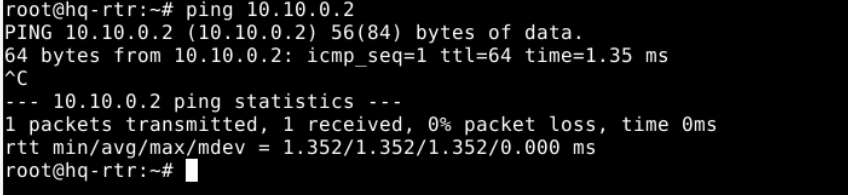 root@hq-rtr:~# ping 10.10.0.2
PING 10.10.0.2 (10.10.0.2) 56(84) bytes of data.
64 bytes from 10.10.0.2: icmp_seq=1 ttl=64 time=1.35 ms
^C
--- 10.10.0.2 ping statistics ---
1 packets transmitted, 1 received, 0% packet loss, time 0ms
rtt min/avg/max/mdev = 1.352/1.352/1.352/0.000 ms
root@hq-rtr:~#